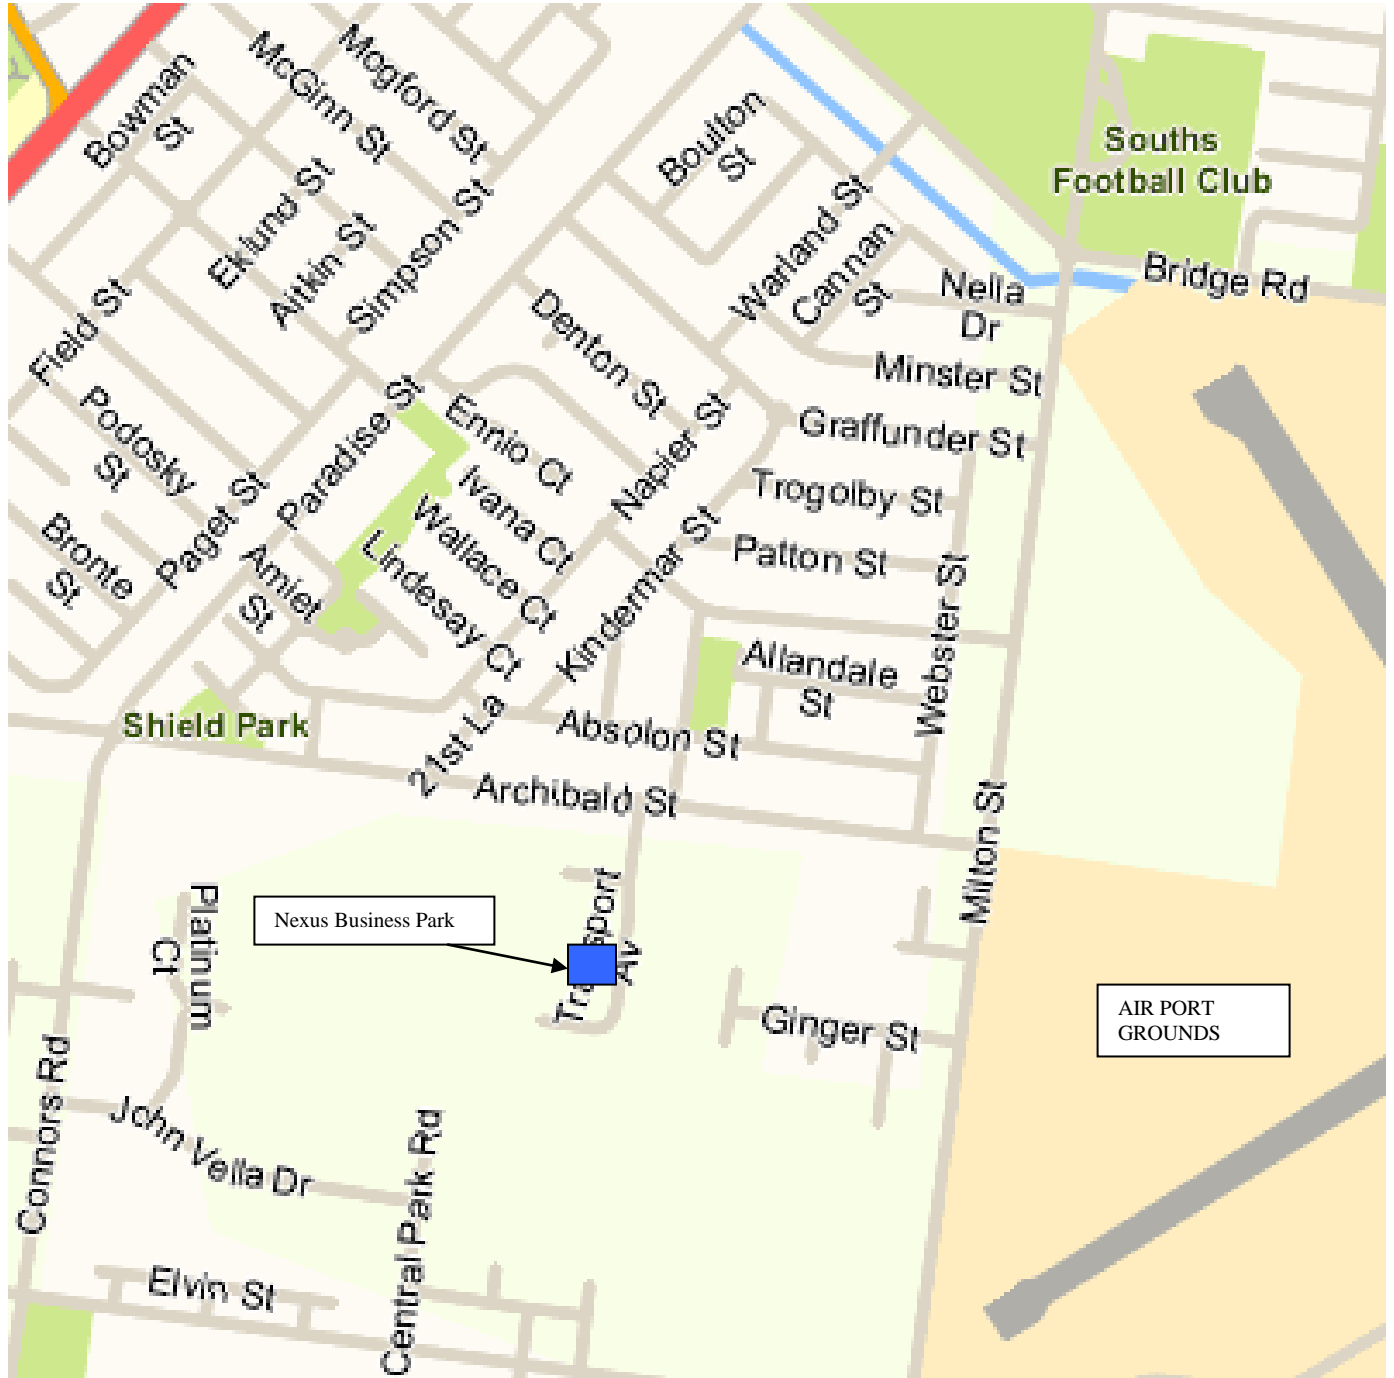 Bowman
St
McGinn St
Mogford St
Boulton
St
Souths
Football Club
Eklund St
Aitkin St
Simpson St
Warland St
Cannan
St
Nella
Dr
Bridge Rd
Field St
Denton St
Minster St
Podosky
St
Paradise St
Ennio Ct
Napier St
Graffunder St
Paget St
Ivana Ct
Trogolby St
Bronte
St
Amiet
St
Wallace Ct
Lindesay Ct
Kindermar St
Patton St
Webster St
Allandale
St
Shield Park
21st La
Absolon St
Archibald St
Milton St
Platinum
Ct
Nexus Business Park
Transport
Av
Ginger St
AIR PORT
GROUNDS
Connors Rd
John Vella Dr
Central Park Rd
Elvin St